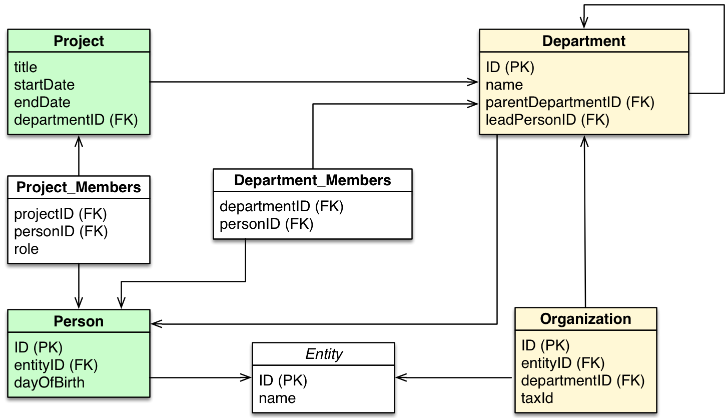 Project
title
startDate
endDate
departmentID (FK)
Department
ID (PK)
name
parentDepartmentID (FK)
leadPersonID (FK)
Project_Members
projectID (FK)
personID (FK)
role
Department_Members
departmentID (FK)
personID (FK)
Person
ID (PK)
entityID (FK)
dayOfBirth
Entity
ID (PK)
name
Organization
ID (PK)
entityID (FK)
departmentID (FK)
taxId